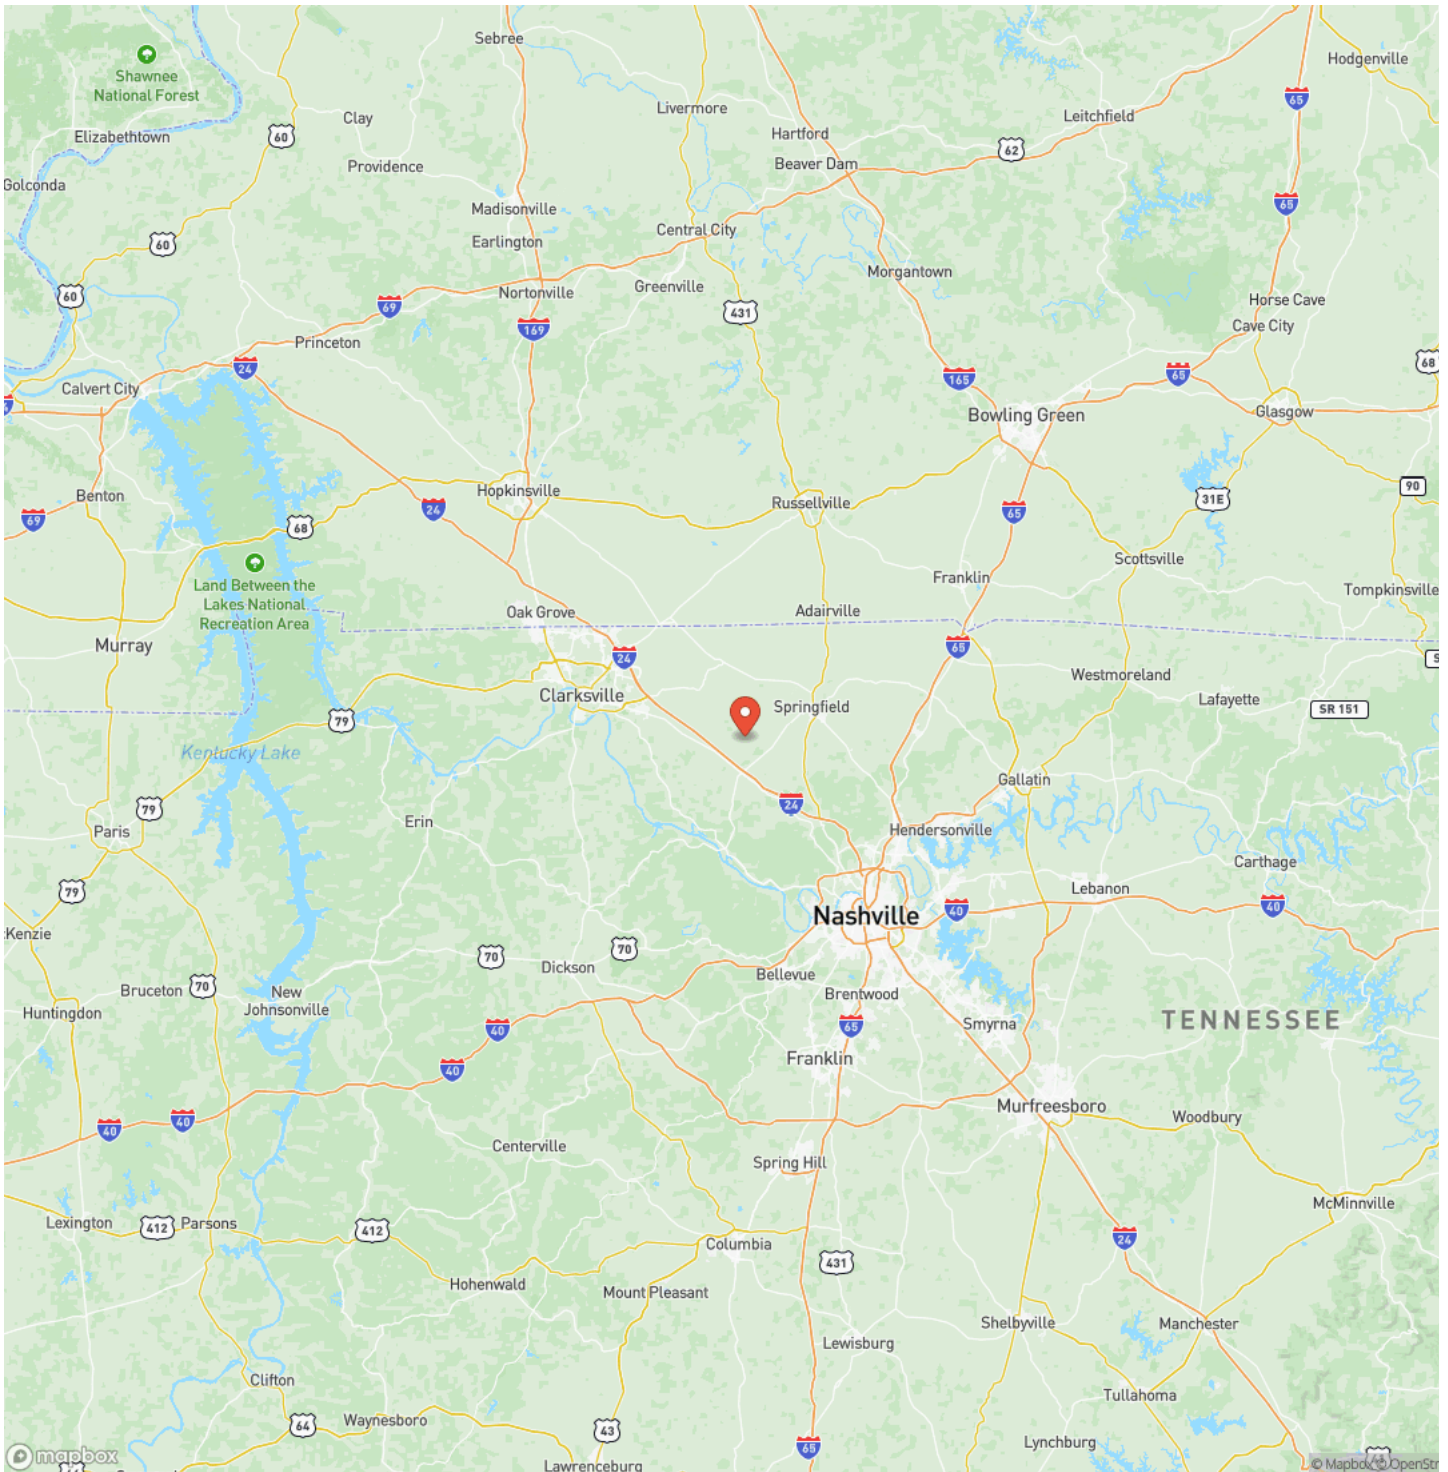 Sebree
Hodgenville
Shawnee
National Forest
65
Livermore
Leitchfield
Clay
60
Elizabethtown
Hartford
62
Providence
Beaver Dam
Golconda
65
Madisonville
Central City
60
Earlington
Morgantown
60
Nortonville
Greenville
Horse Cave
69
431
Cave City
169
Princeton
68
24
165
65
Calvert City
Bowling Green
Glasgow
Benton
Hopkinsville
90
Russellville
31E
69
24
65
68
Scottsville
Land Between the
Lakes National
Recreation Area
Franklin
Tompkinsville
Oak Grove
Adairville
Murray
65
24
Westmoreland
S
Clarksville
Lafayette
Springfield
SR 151
79
Kentucky Lake
Gallatin
79
24
Paris
Erin
Hendersonville
Carthage
79
Lebanon
Nashville
40
40
Kenzie
70
70
Dickson
Bellevue
Bruceton
70
New
Johnsonville
Brentwood
Huntingdon
65
Smyrna
TENNESSEE
40
Franklin
40
Murfreesboro
40
40
Woodbury
Centerville
Spring Hill
McMinnville
Lexington
412
Parsons
412
24
Columbia
431
Hohenwald
Mount Pleasant
Shelbyville
Manchester
Lewisburg
Clifton
Tullahoma
64
Waynesboro
43
65
Lynchburg
mapbox
Lawrenceburg
© Mapbox © OpenStr